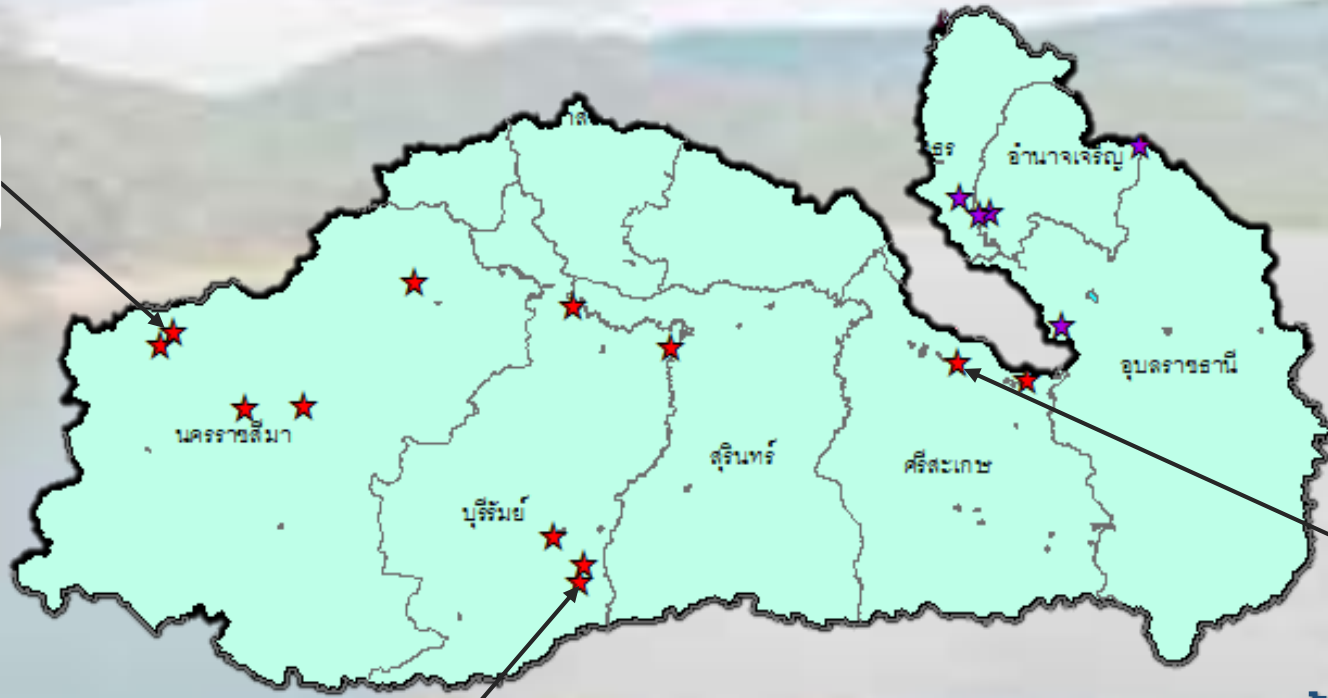 อำนาจเจรญ
อุบลราชธานี
นครราชสีมา
สุรินทร์
ศรีสะเกษ
บุรีรัมย์